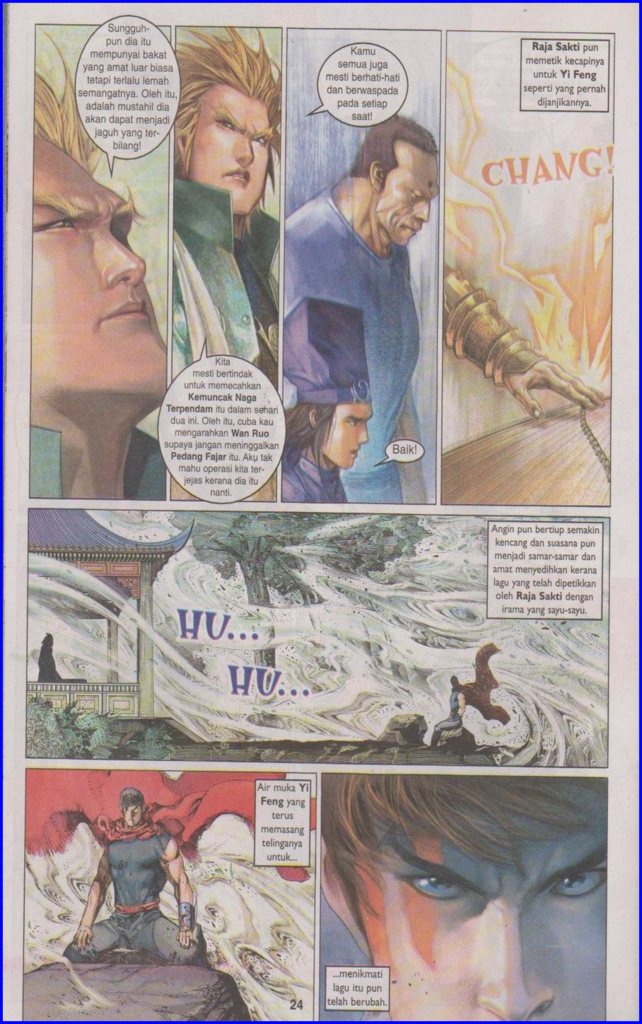 Sungguh-
pun dia itu
mempunyai bakat
yang amat luar biasa
tetapi terlalu lemah
semangatnya. Oleh itu,
adalah mustahil dia
akan dapat menjadi
jaguh yang ter-
bilang!
Kita
mesti bertindak
untuk memecahkan
Kemuncak Naga
Terpendam itu dalam sehari
dua ini. Oleh itu, cuba kau
mengarahkan Wan Ruo
supaya jangan meninggalkan
Pedang Fajar itu. Aku tak
mahu operasi kita ter-
jejas kerana dia itu
nanti.
Kamu
semua juga
mesti berhati-hati
dan berwaspada
pada setiap
saat!
Baik!
Raja Sakti pun
memetik kecapinya
untuk Yi Feng
seperti yang pernah
dijanjikannya.
CHANG!
Angin pun bertiup semakin
kencang dan suasana pun
menjadi samar-samar dan
amat menyedihkan kerana
lagu yang telah dipetikkan
oleh Raja Sakti dengan
irama yang sayu-sayu.
HU...
HU...
Air muka Yi
Feng yang
terus
memasang
telinganya
untuk...
...menikmati
lagu itu pun
telah berubah.
24